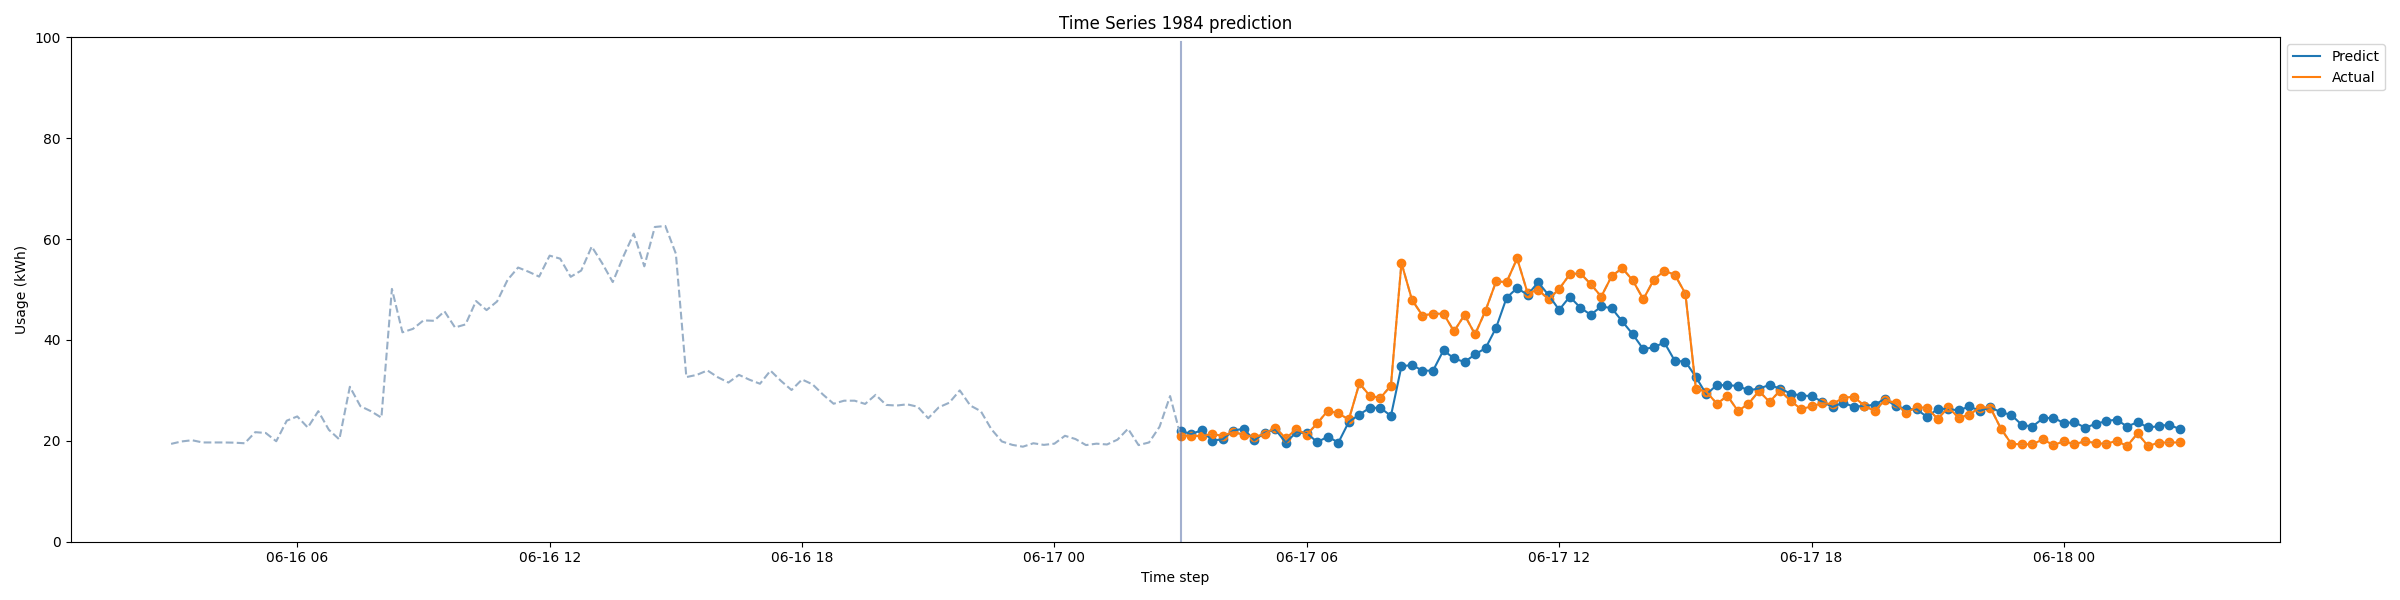 Time Series 1984 prediction
100
80
60
40
20
0
Usage (kWh)
Predict
Actual
06-16 06
06-16 12
06-16 18
06-17 00
06-17 06
06-17 12
06-17 18
06-18 00
Time step